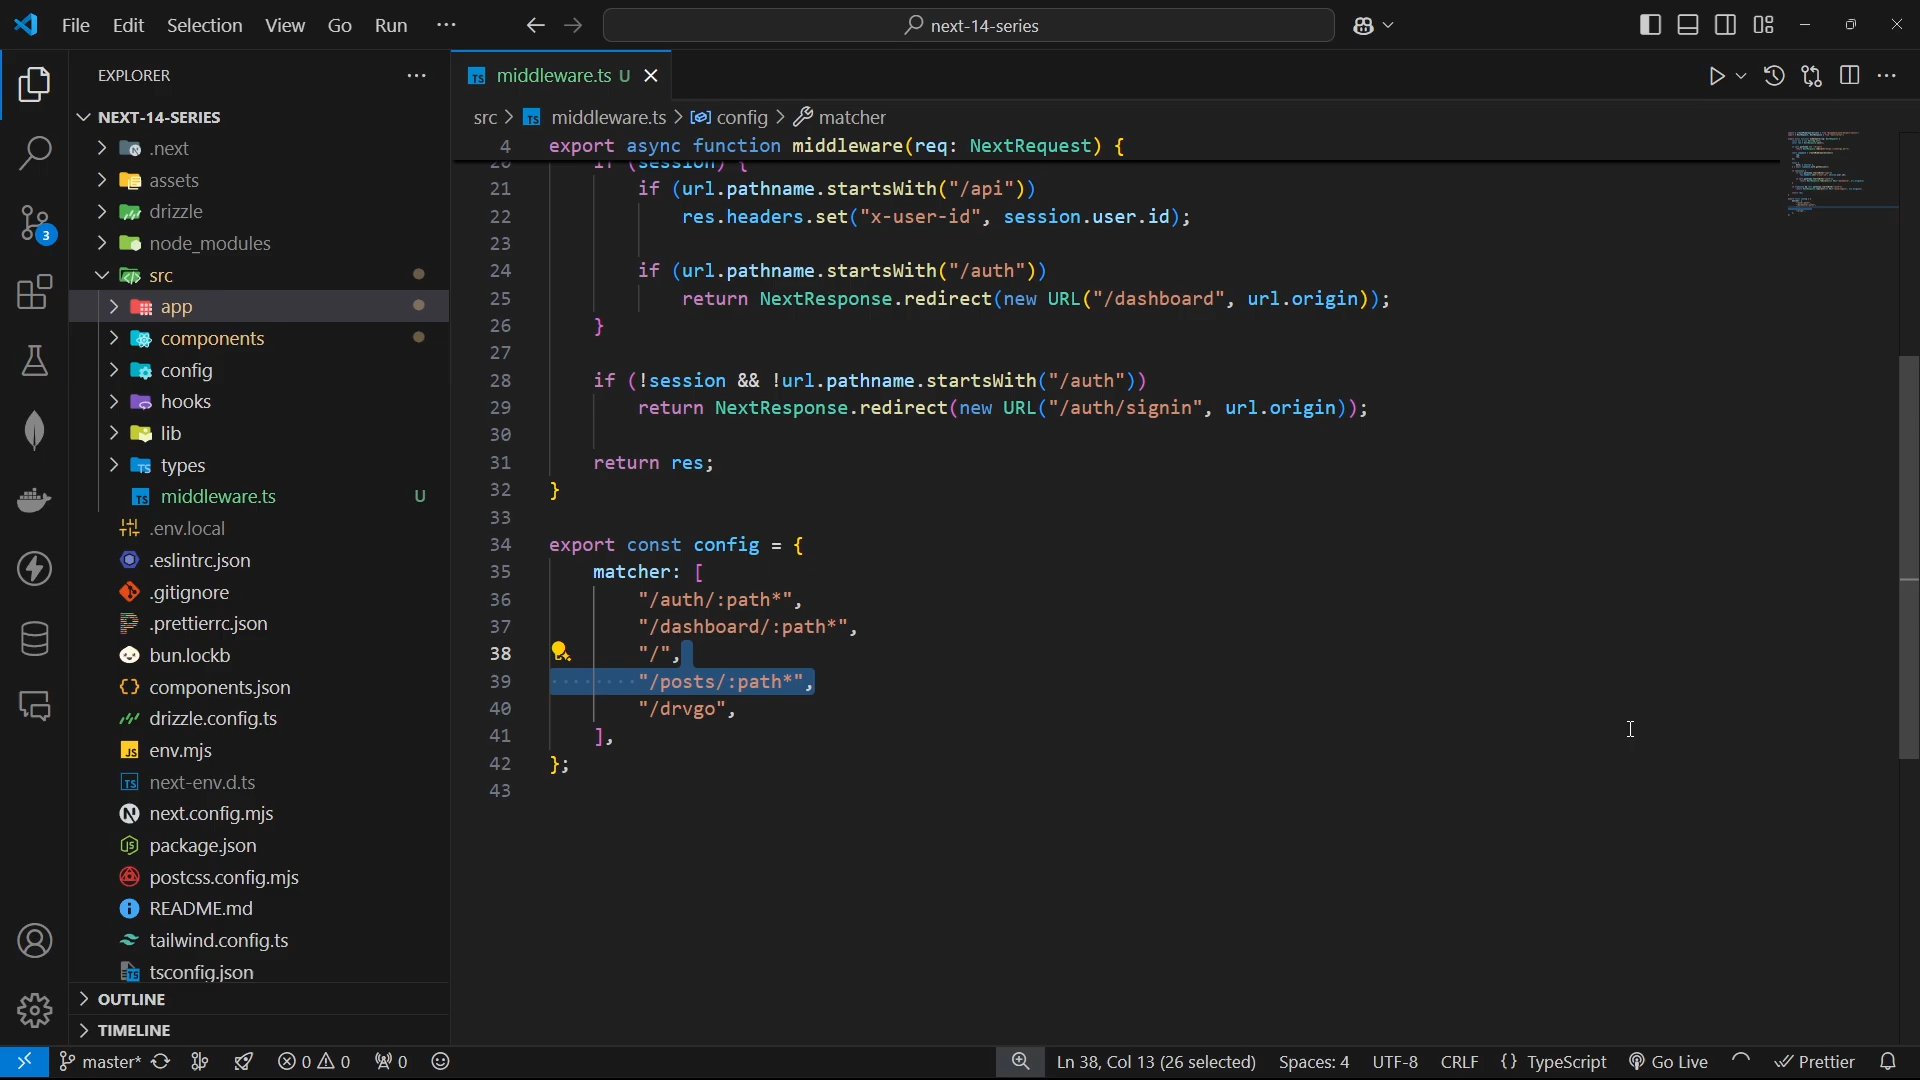 File Edit Selection View Go Run ···
next-14-series
EXPLORER
NEXT-14-SERIES
.next
assets
drizzle
node_modules
src
app
components
config
hooks
lib
types
middleware.ts U
.env.local
.eslintrc.json
.gitignore
.prettierrc.json
bun.lockb
components.json
drizzle.config.ts
env.mjs
next-env.d.ts
next.config.mjs
package.json
postcss.config.mjs
README.md
tailwind.config.ts
tsconfig.json
OUTLINE
TIMELINE
3
middleware.ts U
src > middleware.ts > config > matcher
4 export async function middleware(req: NextRequest) {
20 if (session) {
21 if (url.pathname.startsWith("/api"))
22 res.headers.set("x-user-id", session.user.id);
23
24 if (url.pathname.startsWith("/auth"))
25 return NextResponse.redirect(new URL("/dashboard", url.origin));
26 }
27
28 if (!session && !url.pathname.startsWith("/auth"))
29 return NextResponse.redirect(new URL("/auth/signin", url.origin));
30
31 return res;
32 }
33
34 export const config = {
35 matcher: [
36 "/auth/:path*",
37 "/dashboard/:path*",
38 "/",
39 "/posts/:path*",
40 "/drvgo",
41 ],
42 };
43
master* 0 0 0 Ln 38, Col 13 (26 selected) Spaces: 4 UTF-8 CRLF {} TypeScript Go Live Prettier